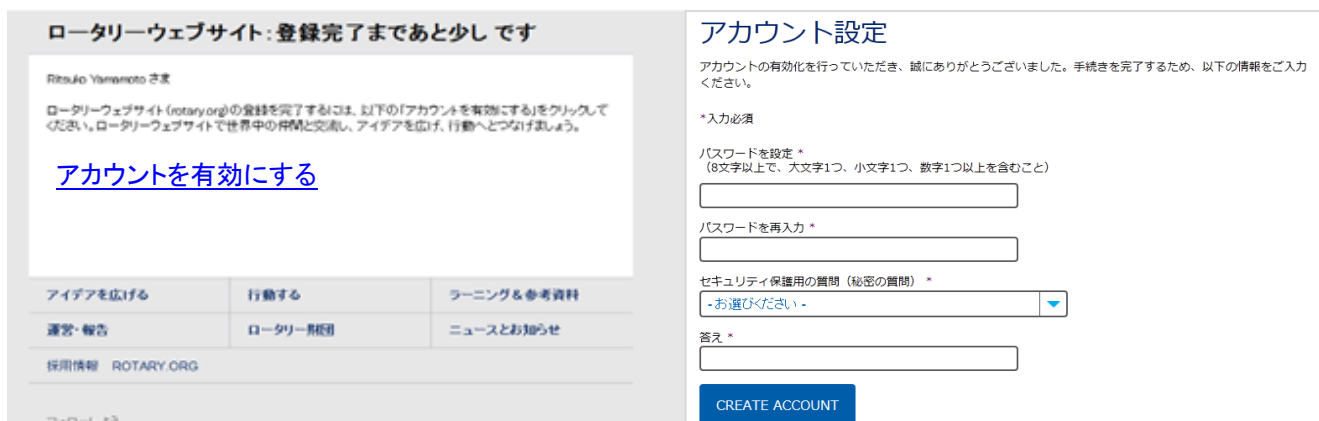 ロータリーウェブサイト:登録完了まであと少し です
Ritsuko Yamamoto さま
ロータリーウェブサイト(rotary.org)の登録を完了するには、以下の「アカウントを有効にする」をクリックして
ください。ロータリーウェブサイトで世界中の仲間と交流し、アイデアを広げ、行動へとつなげましょう。
アカウントを有効にする
アイデアを広げる 行動する ラーニング&参考資料
運営・報告 ロータリー財団 ニュースとお知らせ
採用情報 ROTARY.ORG
アカウント設定
アカウントの有効化を行っていただき、誠にありがとうございました。手続きを完了するため、以下の情報をご入力
ください。
*入力必須
パスワードを設定 *
(8文字以上で、大文字1つ、小文字1つ、数字1つ以上を含むこと)
パスワードを再入力 *
セキュリティ保護用の質問(秘密の質問) *
- お選びください -
答え *
CREATE ACCOUNT